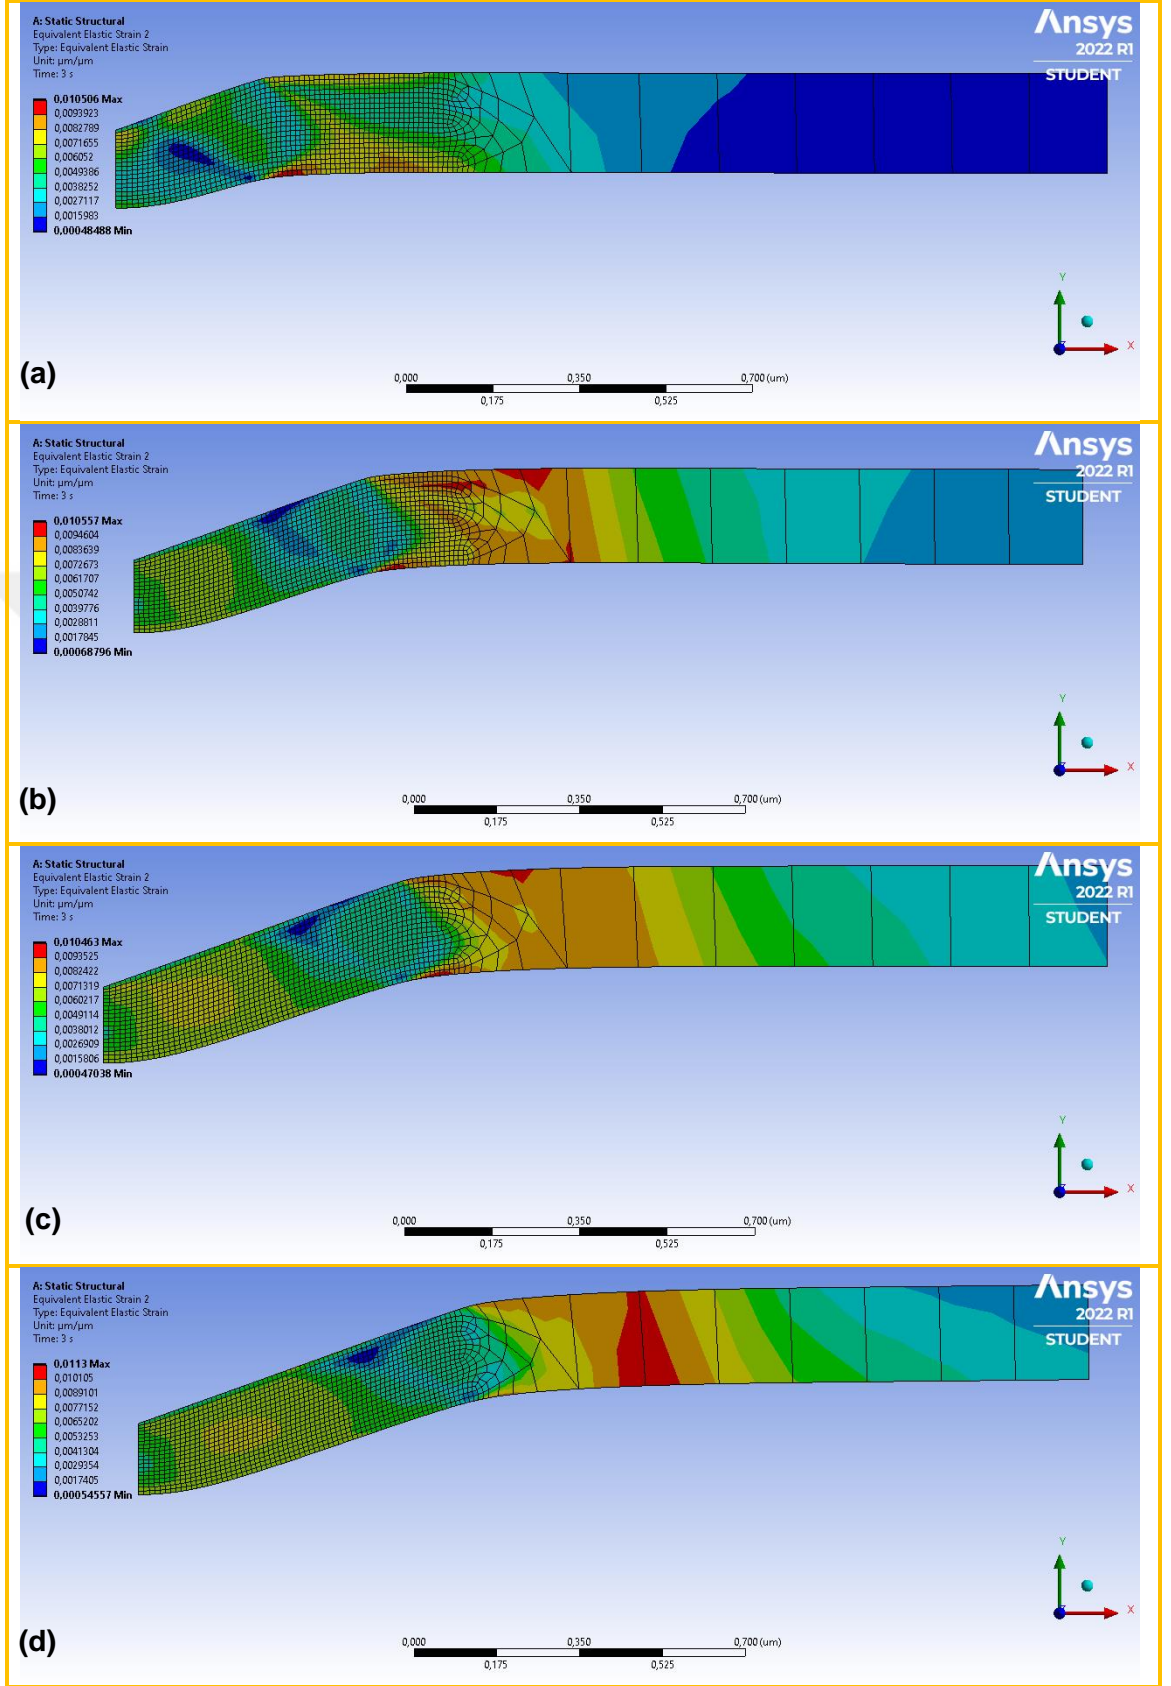 A: Static Structural
Equivalent Elastic Strain 2
Type: Equivalent Elastic Strain
Unit: µm/µm
Time: 3 s
0,010506 Max
0,0093923
0,0082789
0,0071655
0,006052
0,0049386
0,0038252
0,0027117
0,0015983
0,00048488 Min
Ansys
2022 R1
STUDENT
Y
X
(a)
0,000 0,350 0,700 (um)
0,175 0,525
A: Static Structural
Equivalent Elastic Strain 2
Type: Equivalent Elastic Strain
Unit: µm/µm
Time: 3 s
0,010557 Max
0,0094604
0,0083639
0,0072673
0,0061707
0,0050742
0,0039776
0,0028811
0,0017845
0,00068796 Min
Ansys
2022 R1
STUDENT
Y
X
(b)
0,000 0,350 0,700 (um)
0,175 0,525
A: Static Structural
Equivalent Elastic Strain 2
Type: Equivalent Elastic Strain
Unit: µm/µm
Time: 3 s
0,010463 Max
0,0093525
0,0082422
0,0071319
0,0060217
0,0049114
0,0038012
0,0026909
0,0015806
0,00047038 Min
Ansys
2022 R1
STUDENT
Y
X
(c)
0,000 0,350 0,700 (um)
0,175 0,525
A: Static Structural
Equivalent Elastic Strain 2
Type: Equivalent Elastic Strain
Unit: µm/µm
Time: 3 s
0,0113 Max
0,010105
0,0089101
0,0077152
0,0065202
0,0053253
0,0041304
0,0029354
0,0017405
0,00054557 Min
Ansys
2022 R1
STUDENT
Y
X
(d)
0,000 0,350 0,700 (um)
0,175 0,525